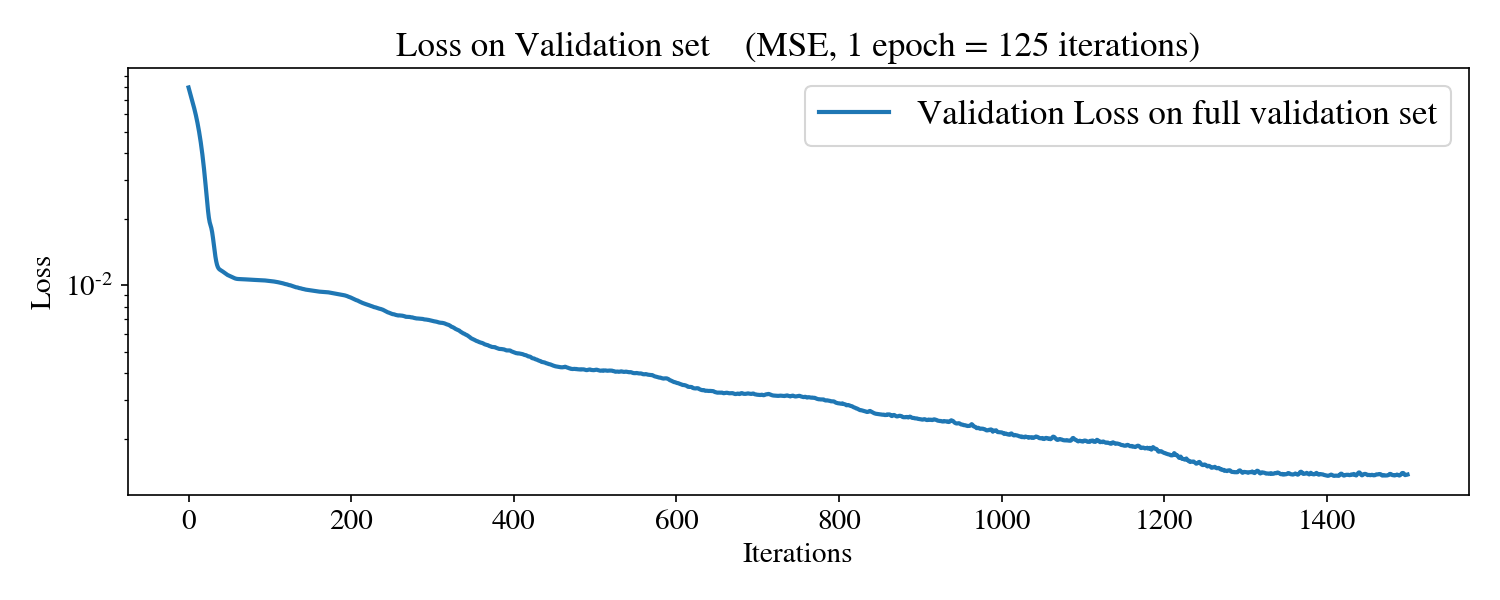 Loss on Validation set (MSE, 1 epoch = 125 iterations)
Validation Loss on full validation set
Loss
10-2
0 200 400 600 800 1000 1200 1400
Iterations